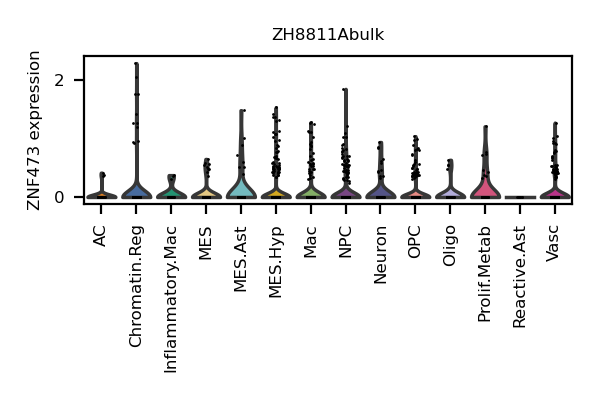 ZH8811Abulk
ZNF473 expression
2
0
AC
Chromatin.Reg
Inflammatory.Mac
MES
MES.Ast
MES.Hyp
Mac
NPC
Neuron
OPC
Oligo
Prolif.Metab
Reactive.Ast
Vasc